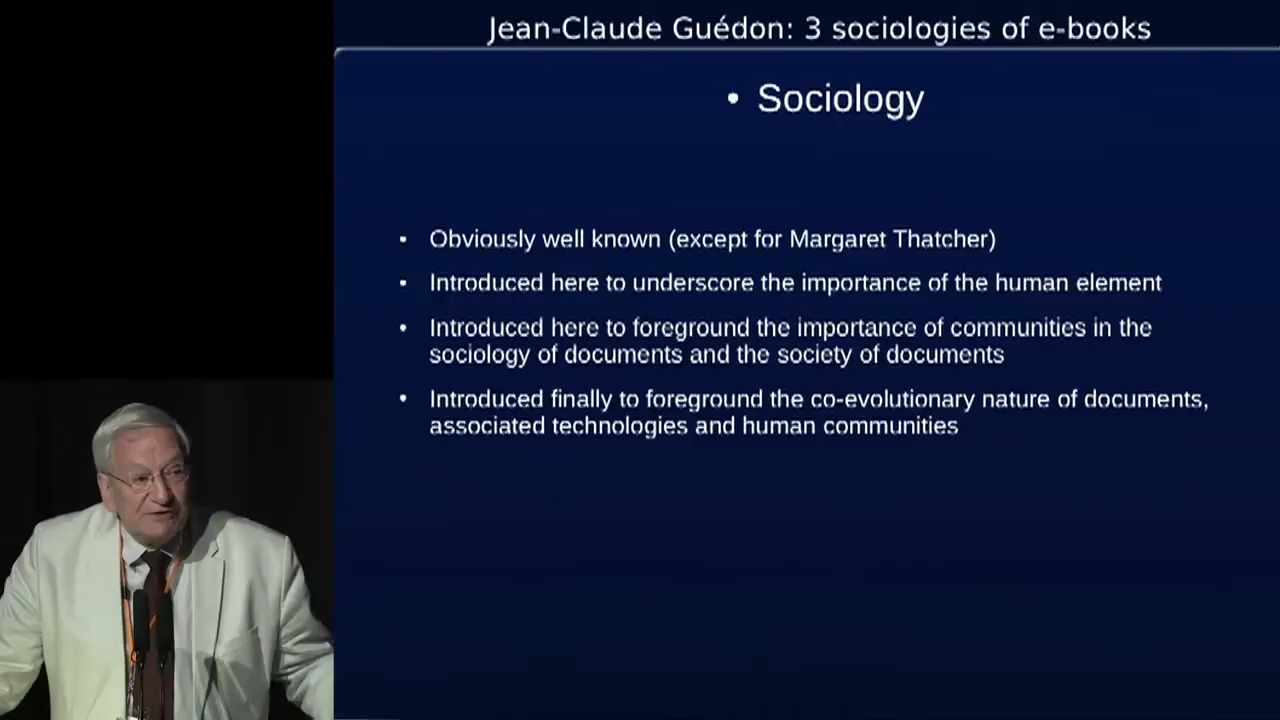 Jean-Claude Guédon: 3 sociologies of e-books
• Sociology
• Obviously well known (except for Margaret Thatcher)
• Introduced here to underscore the importance of the human element
• Introduced here to foreground the importance of communities in the
sociology of documents and the society of documents
• Introduced finally to foreground the co-evolutionary nature of documents,
associated technologies and human communities